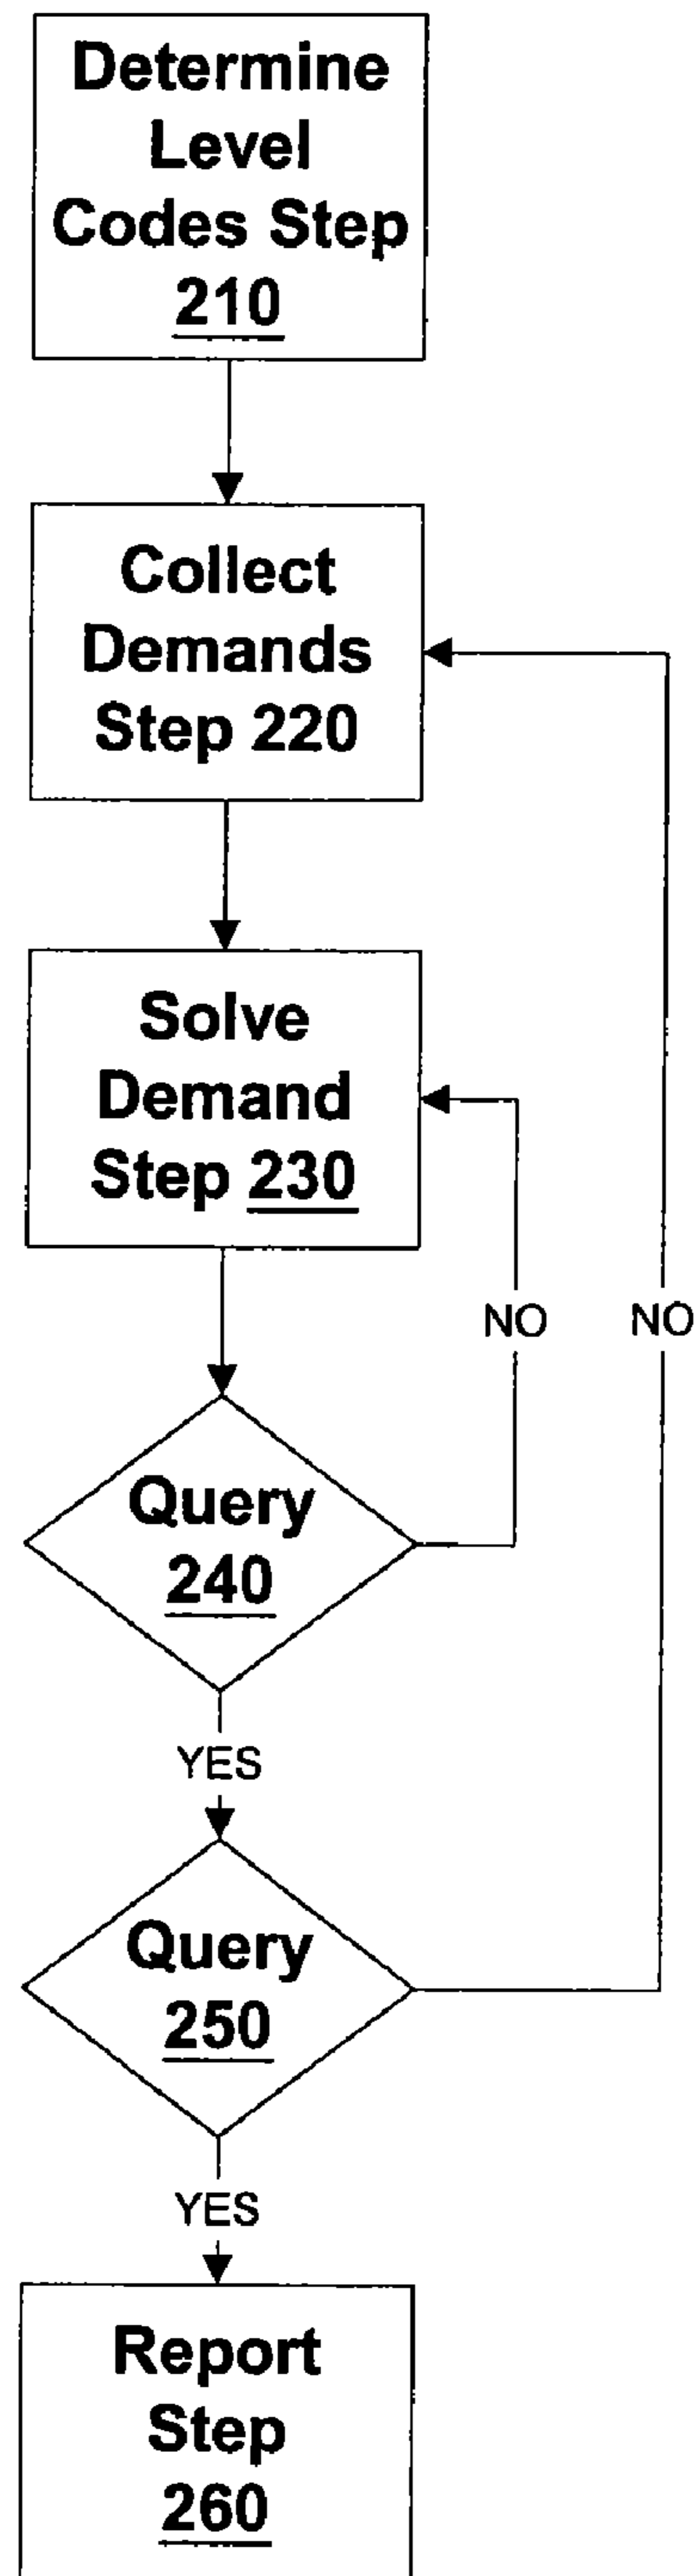 Determine
Level
Codes Step
210
Collect
Demands
Step 220
Solve
Demand
Step 230
NO
NO
Query
240
YES
Query
250
YES
Report
Step
260